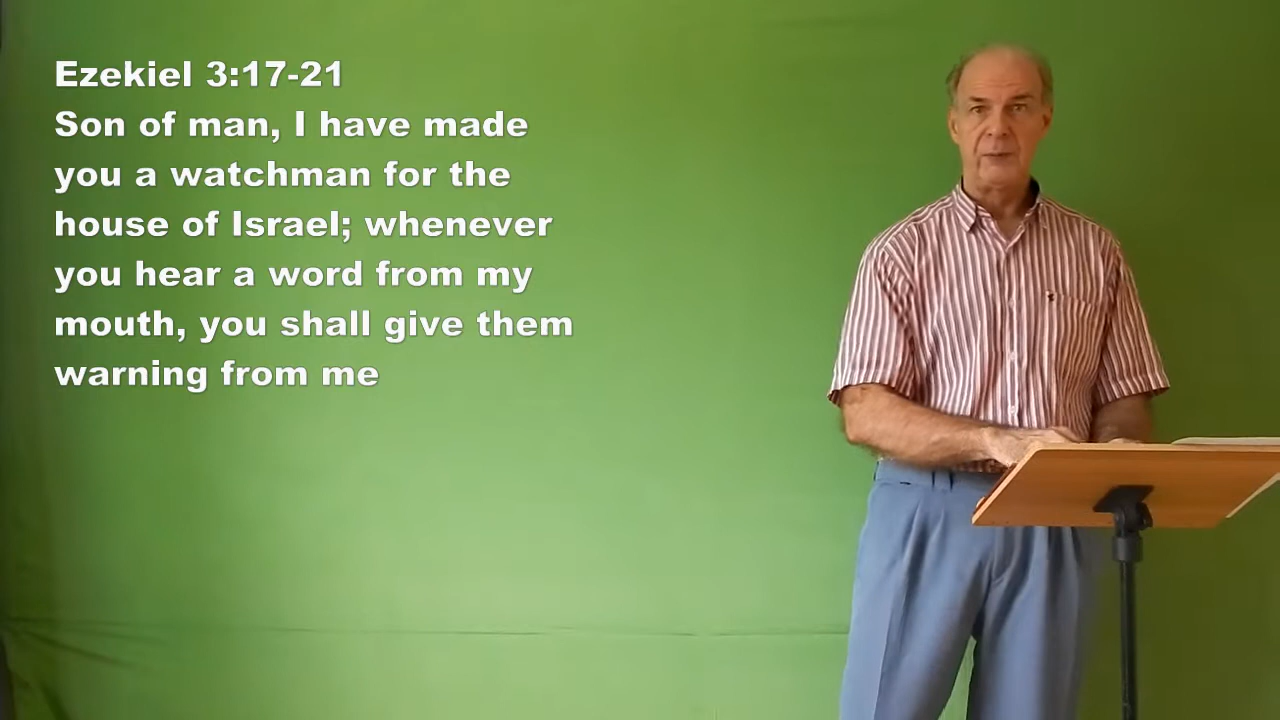 Ezekiel 3:17-21
Son of man, I have made
you a watchman for the
house of Israel; whenever
you hear a word from my
mouth, you shall give them
warning from me